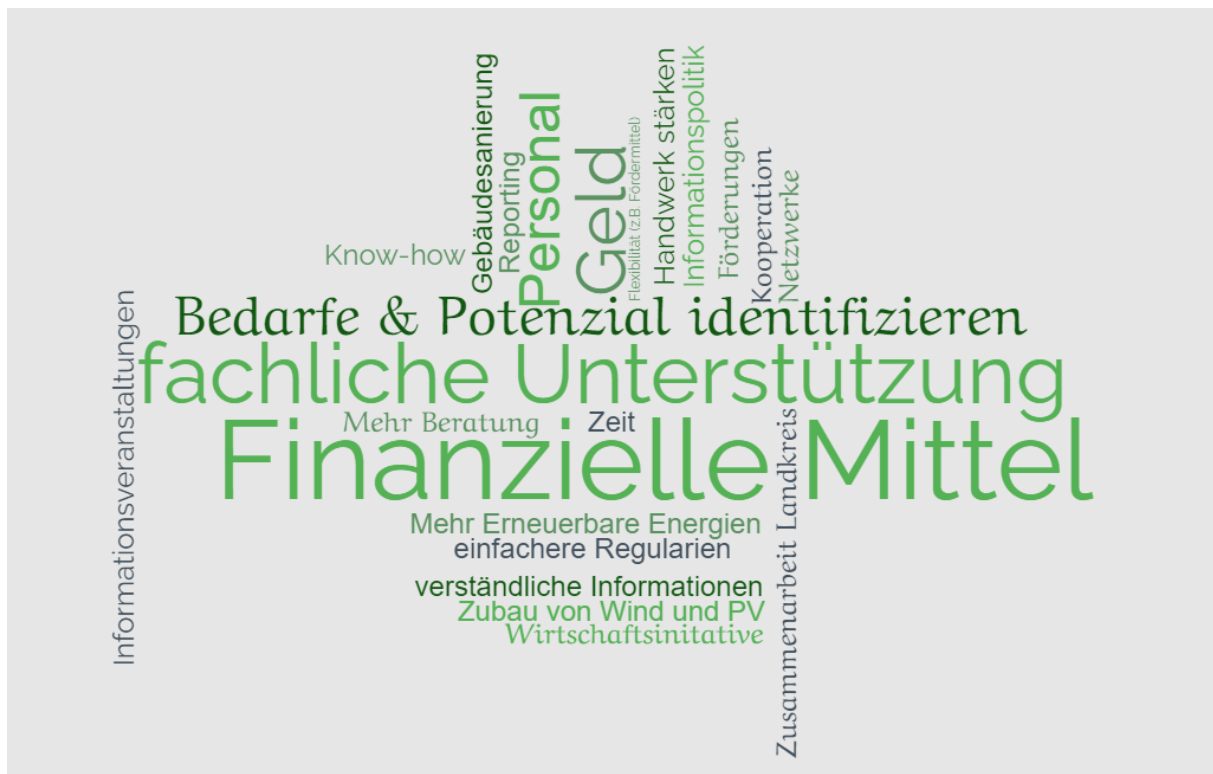 Gebäudesanierung
Reporting
Personal
Geld
Flexibilität (z.B. Fördermittel)
Handwerk stärken
Informationspolitik
Förderungen
Kooperation
Netzwerke
Know-how
Informationsveranstaltungen
Bedarfe & Potenzial identifizieren
fachliche Unterstützung
Mehr Beratung
Zeit
Finanzielle Mittel
Zusammenarbeit Landkreis
Mehr Erneuerbare Energien
einfachere Regularien
verständliche Informationen
Zubau von Wind und PV
Wirtschaftsinitative